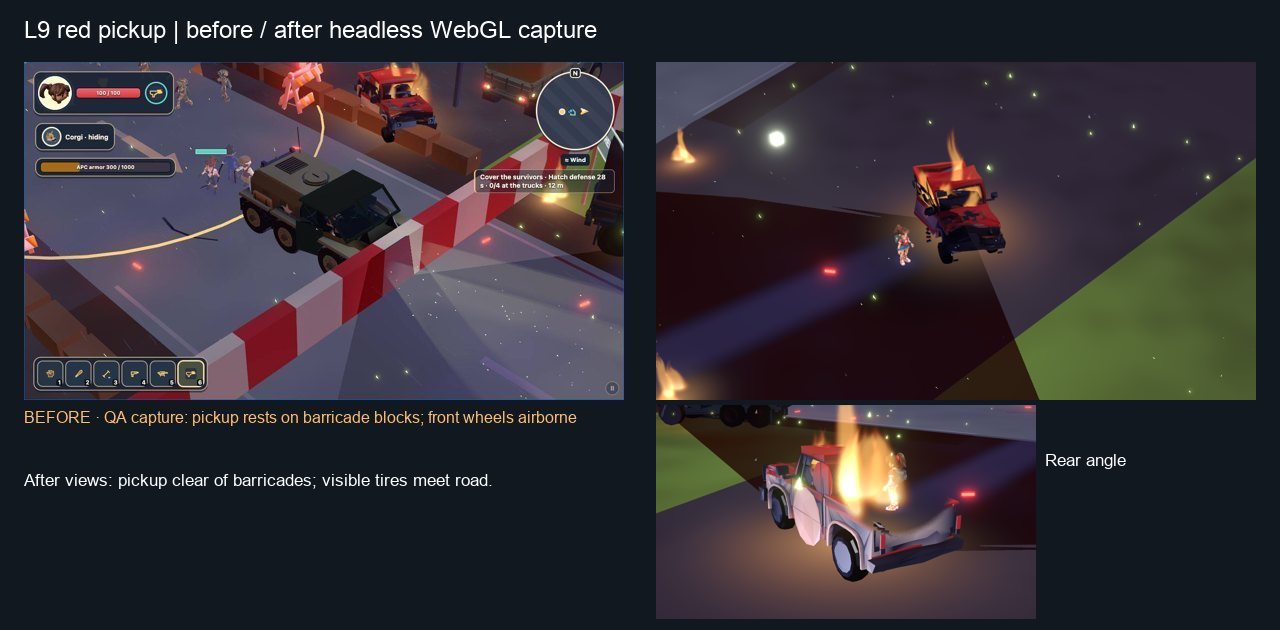 L9 red pickup | before / after headless WebGL capture
100 / 100
Corgi · hiding
APC armor 300 / 1000
N
≈ Wind
Cover the survivors · Hatch defense 28
s · 0/4 at the trucks · 12 m
1 2 3 4 5 6
BEFORE · QA capture: pickup rests on barricade blocks; front wheels airborne
After views: pickup clear of barricades; visible tires meet road.
Rear angle